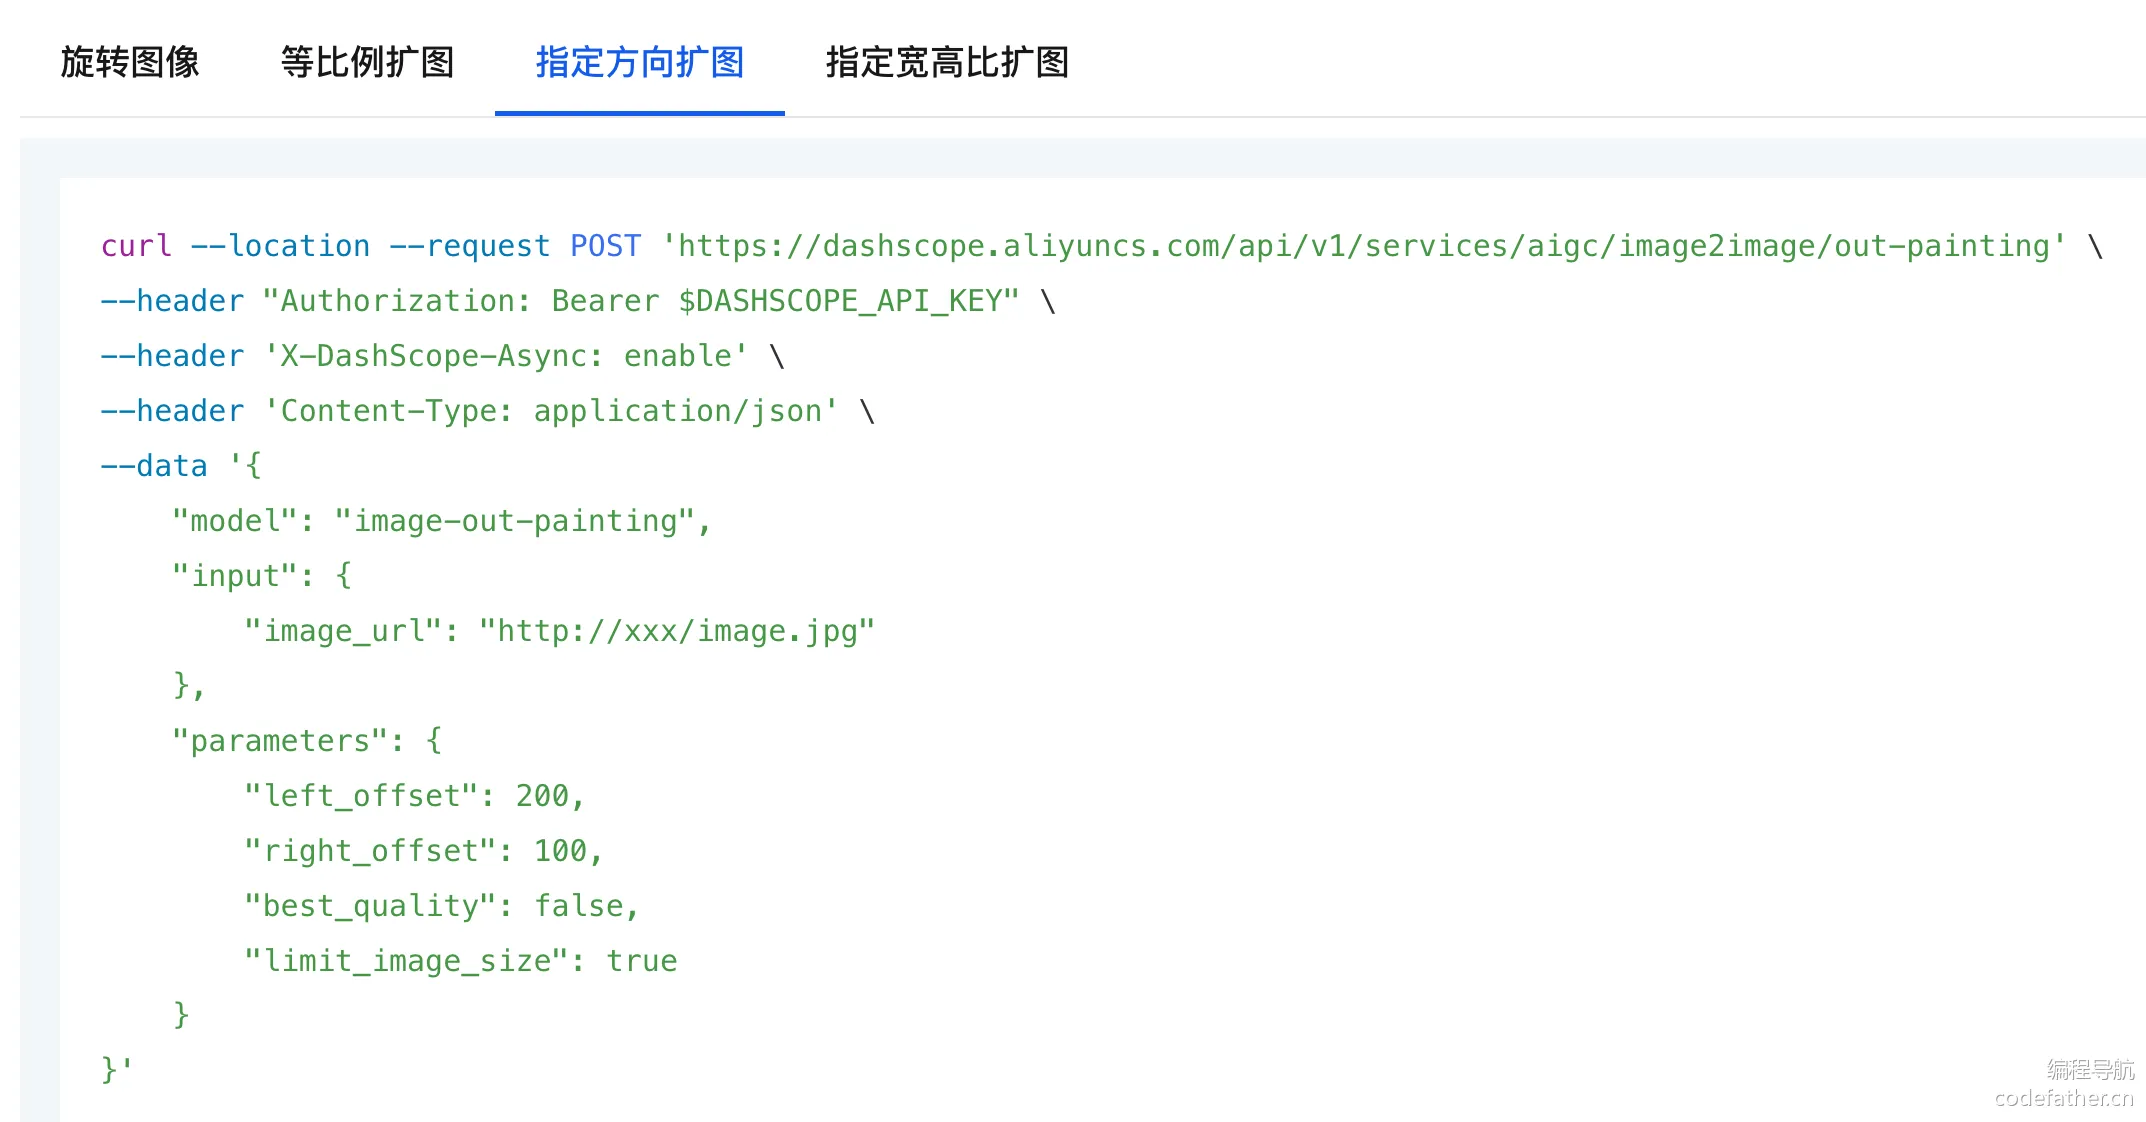 旋转图像 等比例扩图 指定方向扩图 指定宽高比扩图
curl --location --request POST 'https://dashscope.aliyuncs.com/api/v1/services/aigc/image2image/out-painting' \
--header "Authorization: Bearer $DASHSCOPE_API_KEY" \
--header 'X-DashScope-Async: enable' \
--header 'Content-Type: application/json' \
--data '{
    "model": "image-out-painting",
    "input": {
        "image_url": "http://xxx/image.jpg"
    },
    "parameters": {
        "left_offset": 200,
        "right_offset": 100,
        "best_quality": false,
        "limit_image_size": true
    }
}'
编程导航
codefather.cn